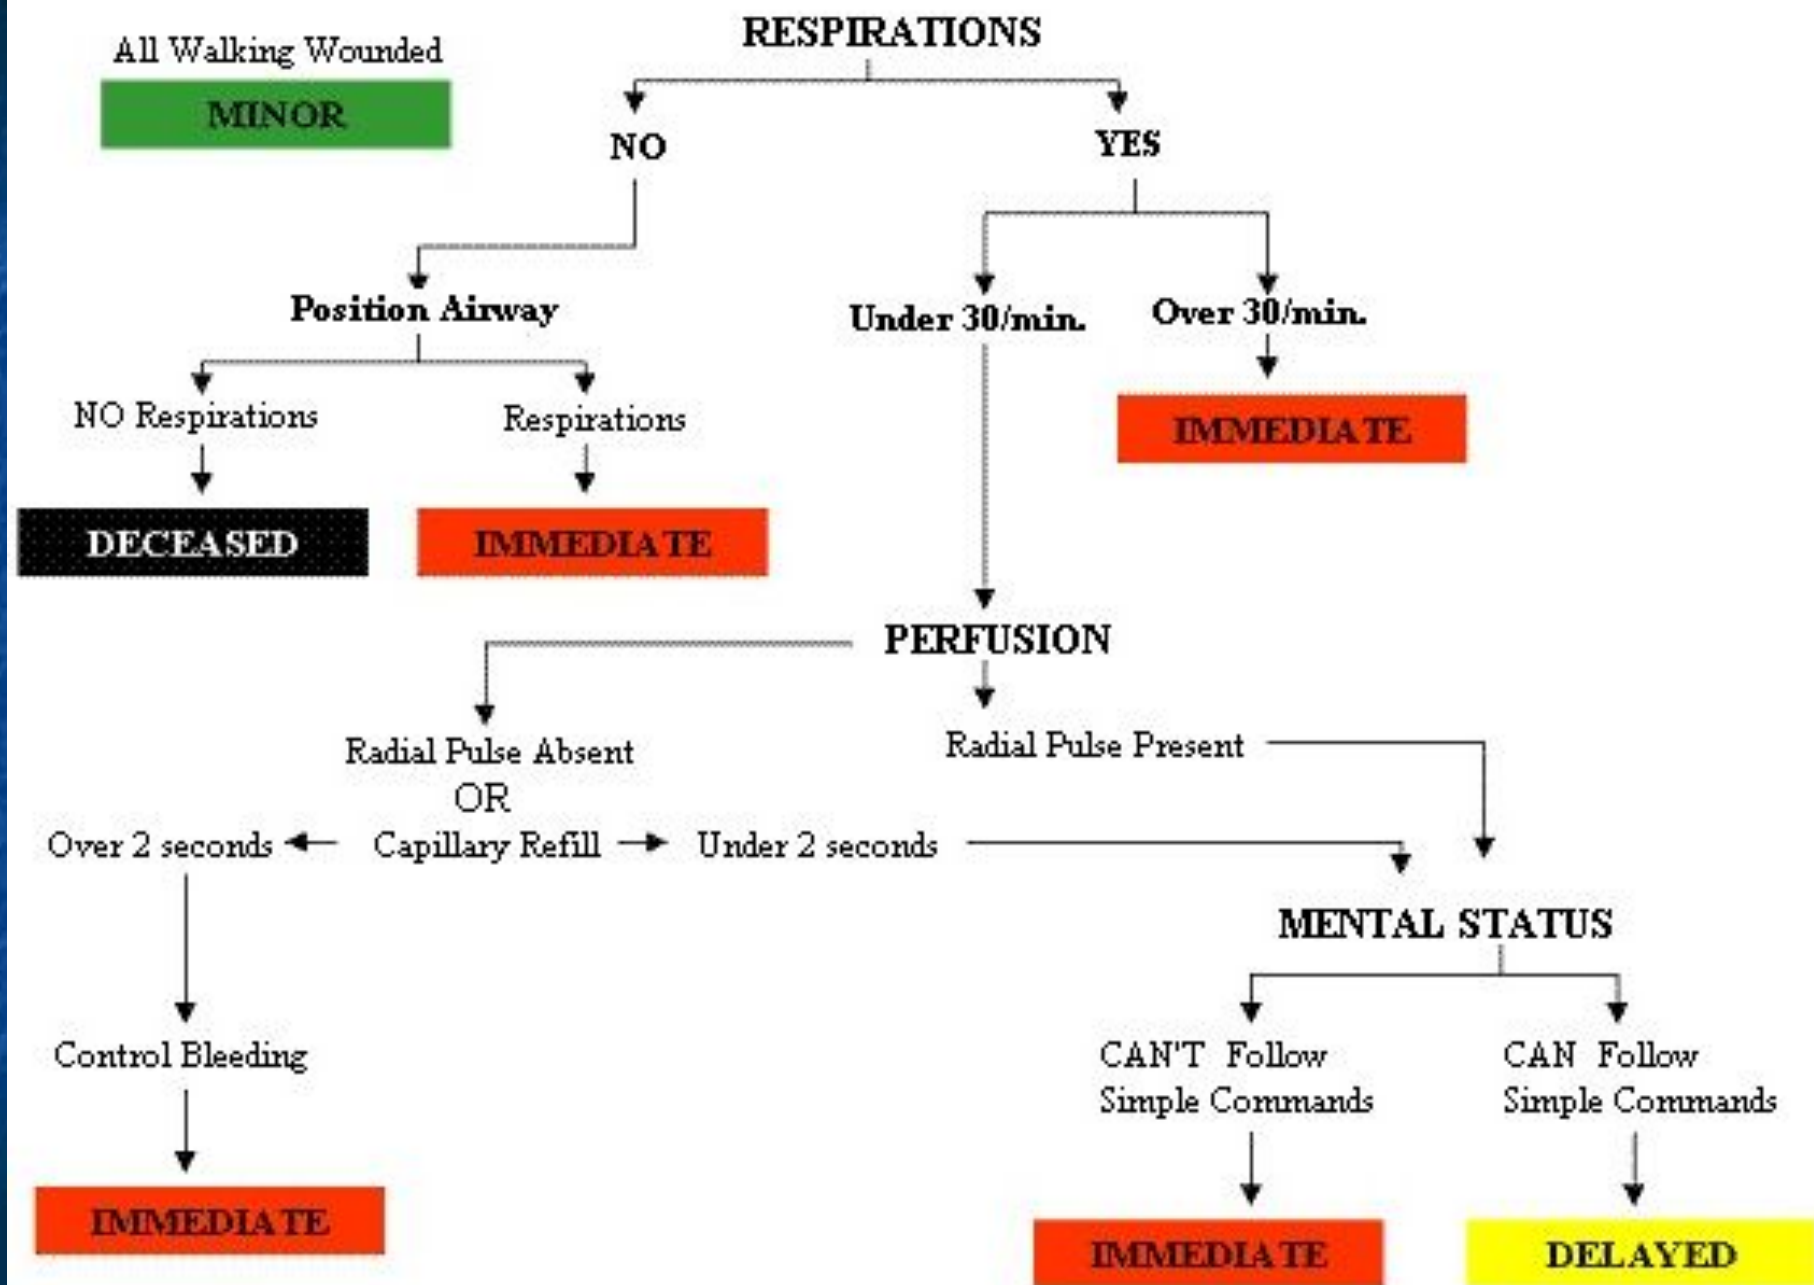 RESPIRATIONS
All Walking Wounded
MINOR
NO
YES
Position Airway
Under 30/min.
Over 30/min.
NO Respirations
Respirations
IMMEDIATE
DECEASED
IMMEDIATE
PERFUSION
Radial Pulse Absent
Radial Pulse Present
OR
Over 2 seconds
Capillary Refill
Under 2 seconds
MENTAL STATUS
Control Bleeding
CAN'T Follow
Simple Commands
CAN Follow
Simple Commands
IMMEDIATE
IMMEDIATE
DELAYED